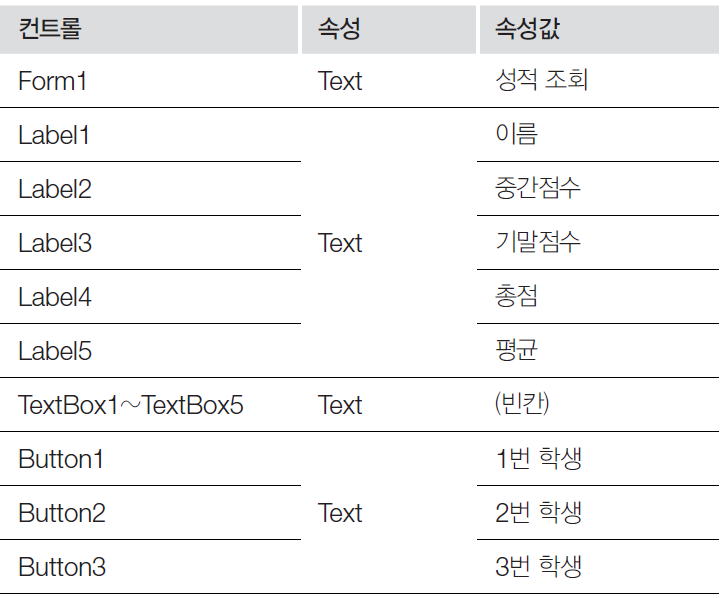 컨트롤 속성 속성값
Form1 Text 성적 조회
Label1 이름
Label2 중간점수
Label3 Text 기말점수
Label4 총점
Label5 평균
TextBox1~TextBox5 Text (빈칸)
Button1 1번 학생
Button2 Text 2번 학생
Button3 3번 학생